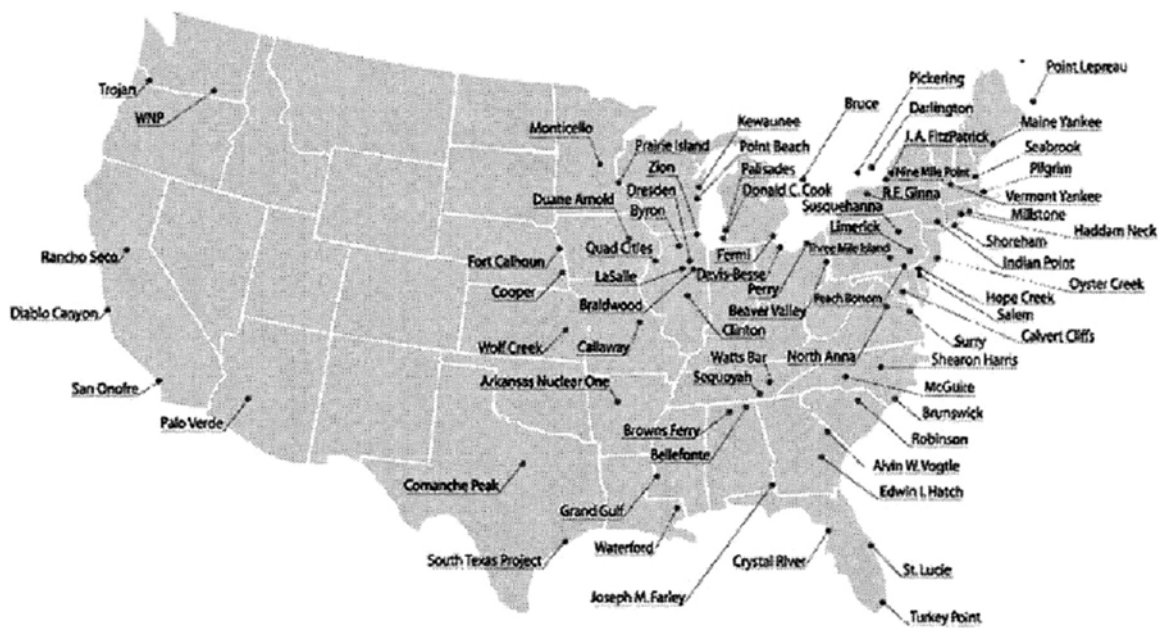 Point Lepreau
Pickering
Trojan
Bruce
Darlington
WNP
Kewaunee
Maine Yankee
Monticello
J. A. FitzPatrick
Prairie Island
Point Beach
Seabrook
Zion
Palisades
Nine Mile Point
Pilgrim
Dresden
Donald C. Cook
R.E. Ginna
Vermont Yankee
Duane Arnold
Susquehanna
Byron
Millstone
Limerick
Haddam Neck
Shoreham
Quad Cities
Three Mile Island
Rancho Seco
Fermi
Fort Calhoun
Indian Point
LaSalle
Davis-Besse
Oyster Creek
Perry
Cooper
Peach Bottom
Hope Creek
Braidwood
Beaver Valley
Diablo Canyon
Salem
Clinton
Calvert Cliffs
Surry
Wolf Creek
Callaway
Watts Bar
North Anna
Shearon Harris
Arkansas Nuclear One
Sequoyah
San Onofre
McGuire
Brunswick
Palo Verde
Browns Ferry
Robinson
Bellefonte
Alvin W. Vogtle
Comanche Peak
Edwin I. Hatch
Grand Gulf
Waterford
South Texas Project
Crystal River
St. Lucie
Joseph M. Farley
Turkey Point